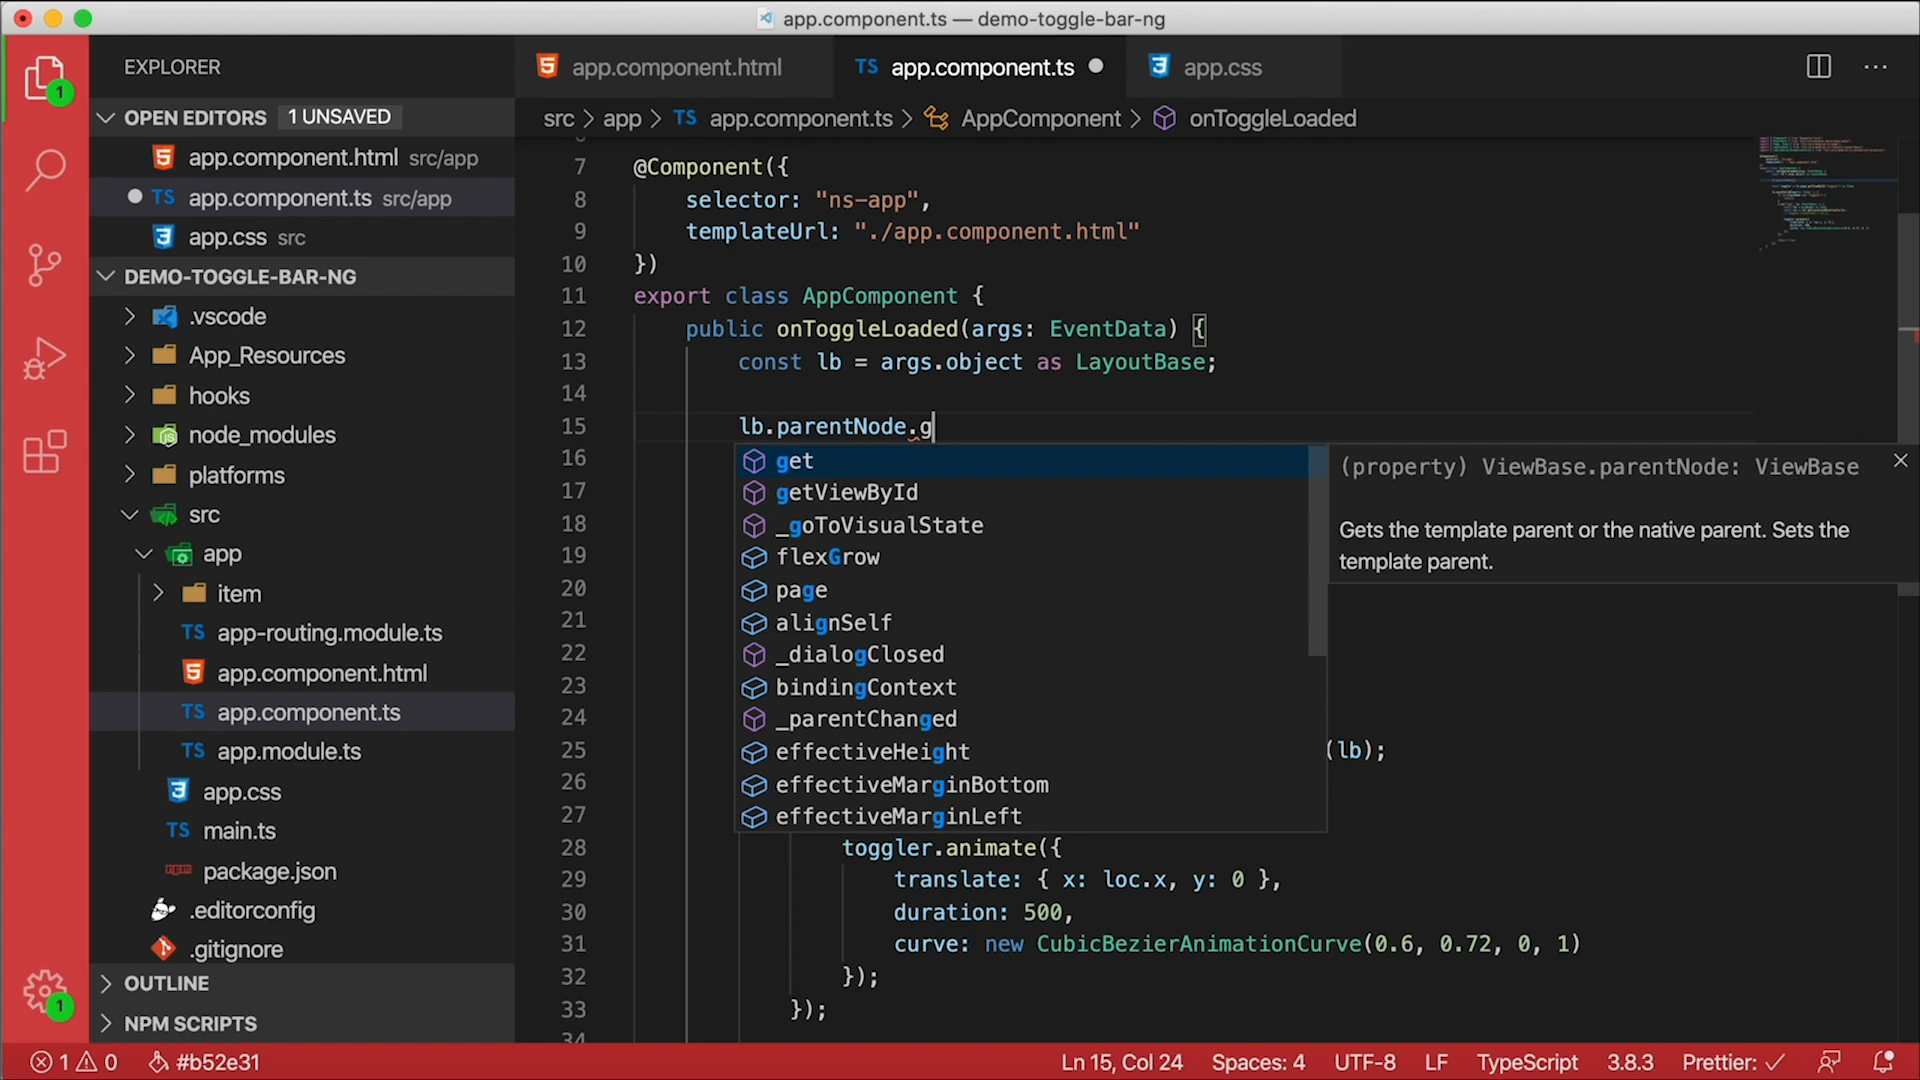 app.component.ts — demo-toggle-bar-ng
EXPLORER
OPEN EDITORS 1 UNSAVED
app.component.html src/app
TS app.component.ts src/app
app.css src
DEMO-TOGGLE-BAR-NG
.vscode
App_Resources
hooks
node_modules
platforms
src
app
item
TS app-routing.module.ts
app.component.html
TS app.component.ts
TS app.module.ts
app.css
TS main.ts
package.json
.editorconfig
.gitignore
OUTLINE
NPM SCRIPTS
1
1
app.component.html TS app.component.ts app.css
src > app > TS app.component.ts > AppComponent > onToggleLoaded
7 @Component({
8 selector: "ns-app",
9 templateUrl: "./app.component.html"
10 })
11 export class AppComponent {
12 public onToggleLoaded(args: EventData) {
13 const lb = args.object as LayoutBase;
14
15 lb.parentNode.g
16 get
17 getViewById
18 _goToVisualState
19 flexGrow
20 page
21 alignSelf
22 _dialogClosed
23 bindingContext
24 _parentChanged
25 effectiveHeight (lb);
26 effectiveMarginBottom
27 effectiveMarginLeft
28 toggler.animate({
29 translate: { x: loc.x, y: 0 },
30 duration: 500,
31 curve: new CubicBezierAnimationCurve(0.6, 0.72, 0, 1)
32 });
33 });
34
(property) ViewBase.parentNode: ViewBase
Gets the template parent or the native parent. Sets the
template parent.
1 0 #b52e31 Ln 15, Col 24 Spaces: 4 UTF-8 LF TypeScript 3.8.3 Prettier: ✓